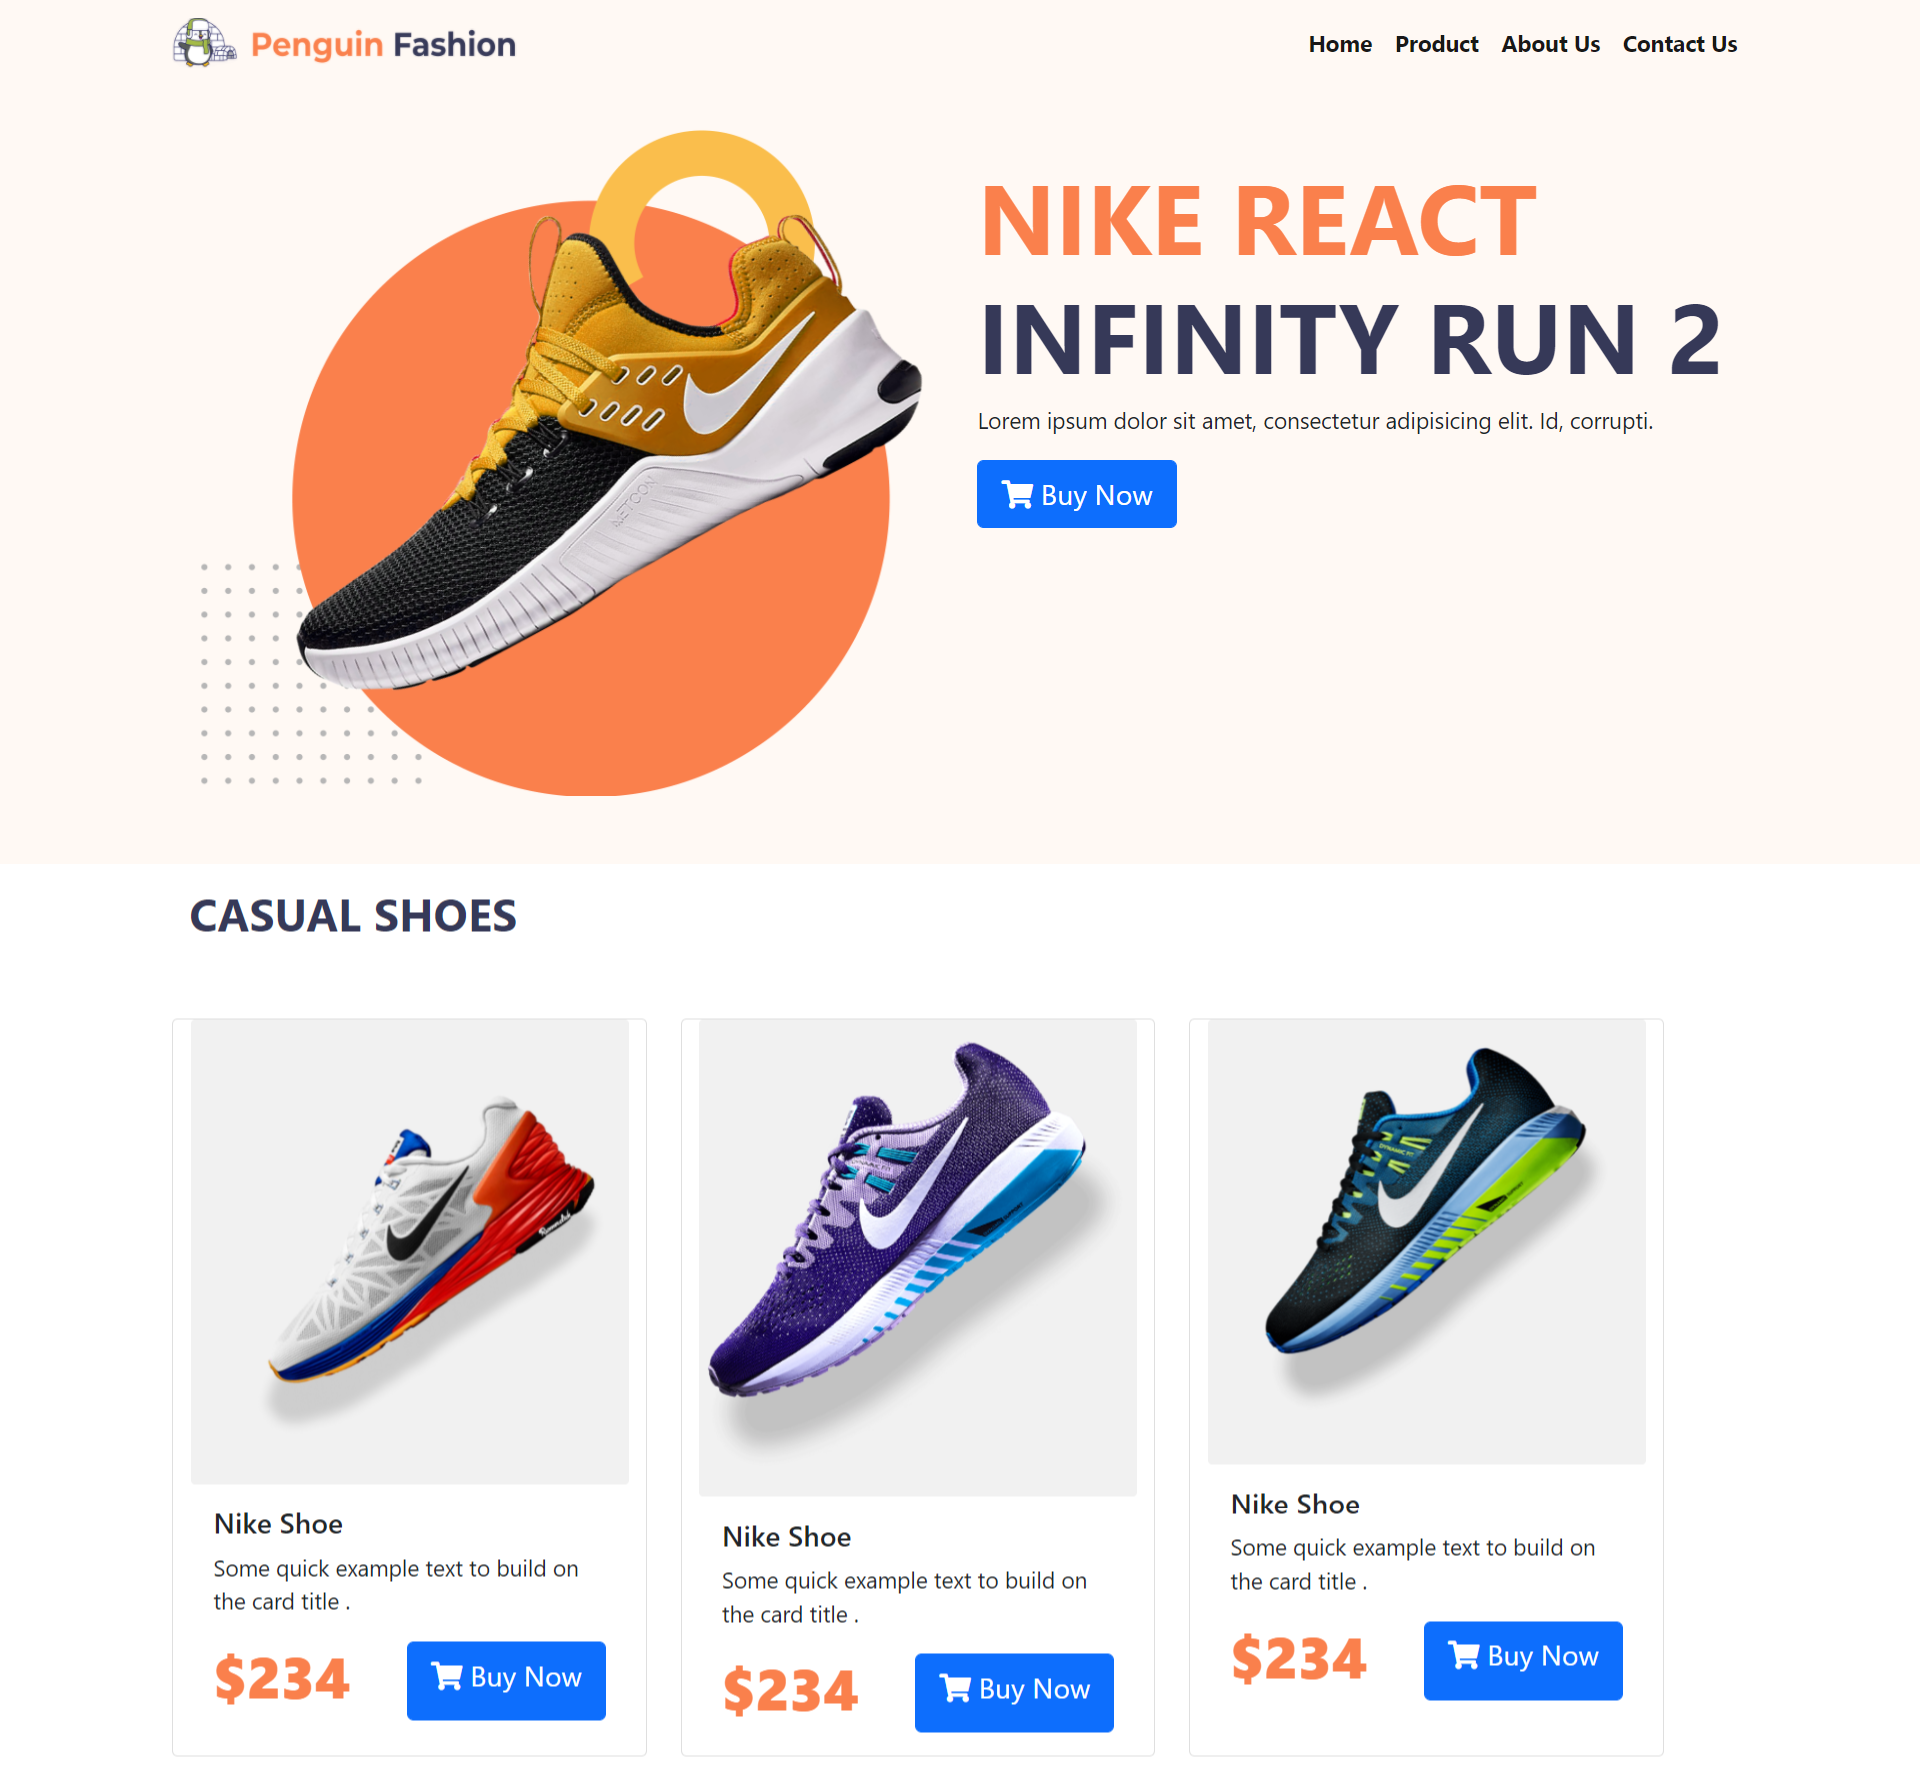 Penguin Fashion
Home Product About Us Contact Us
NIKE REACT
INFINITY RUN 2
Lorem ipsum dolor sit amet, consectetur adipisicing elit. Id, corrupti.
Buy Now
METCON
CASUAL SHOES
DYNAMIC FIT
Nike Shoe
Some quick example text to build on
the card title .
$234
Buy Now
Nike Shoe
Some quick example text to build on
the card title .
$234
Buy Now
Nike Shoe
Some quick example text to build on
the card title .
$234
Buy Now